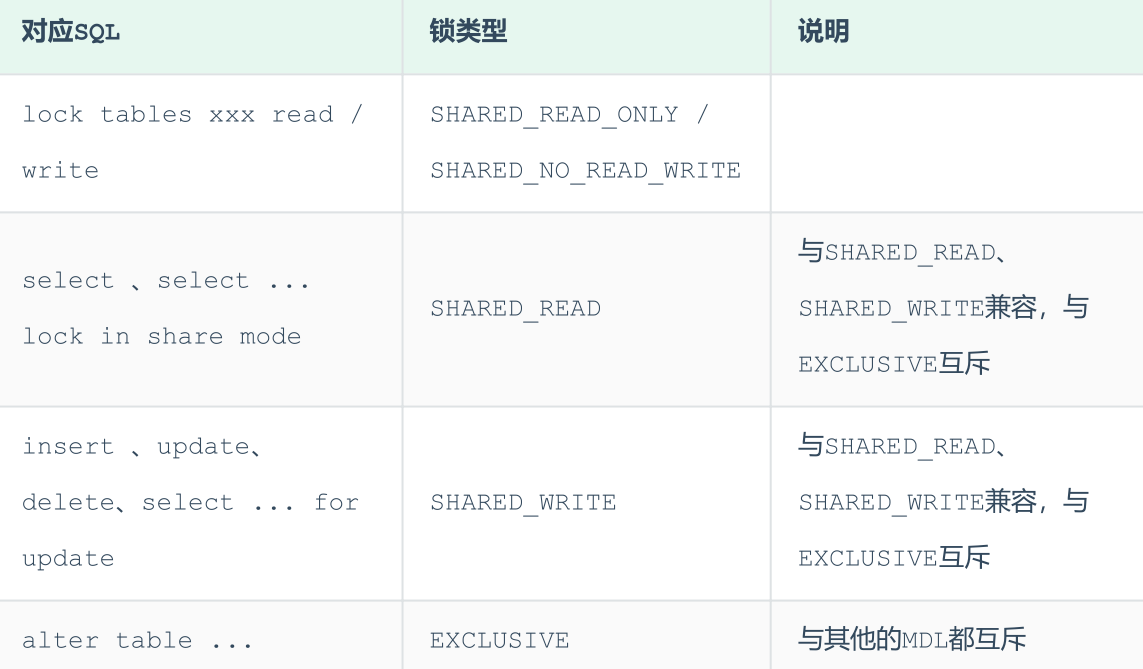 对应SQL 锁类型 说明
lock tables xxx read /
write
SHARED_READ_ONLY /
SHARED_NO_READ_WRITE
select 、select ...
lock in share mode
SHARED_READ
与SHARED_READ、
SHARED_WRITE兼容，与
EXCLUSIVE互斥
insert 、update、
delete、select ... for
update
SHARED_WRITE
与SHARED_READ、
SHARED_WRITE兼容，与
EXCLUSIVE互斥
alter table ... EXCLUSIVE 与其他的MDL都互斥